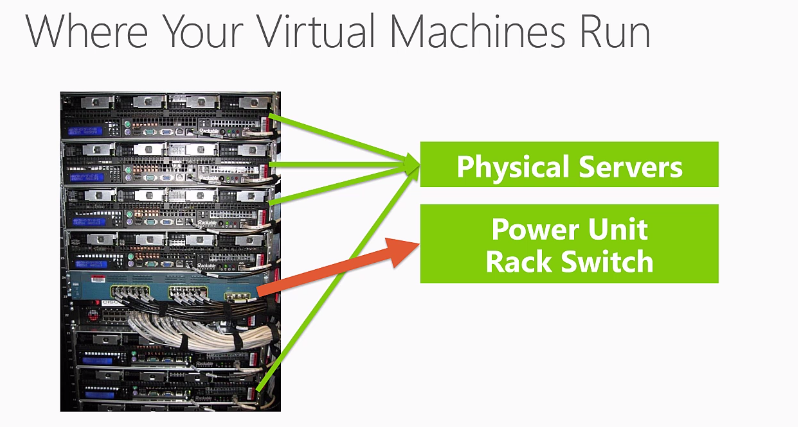 Where Your Virtual Machines Run
Physical Servers
Power Unit
Rack Switch